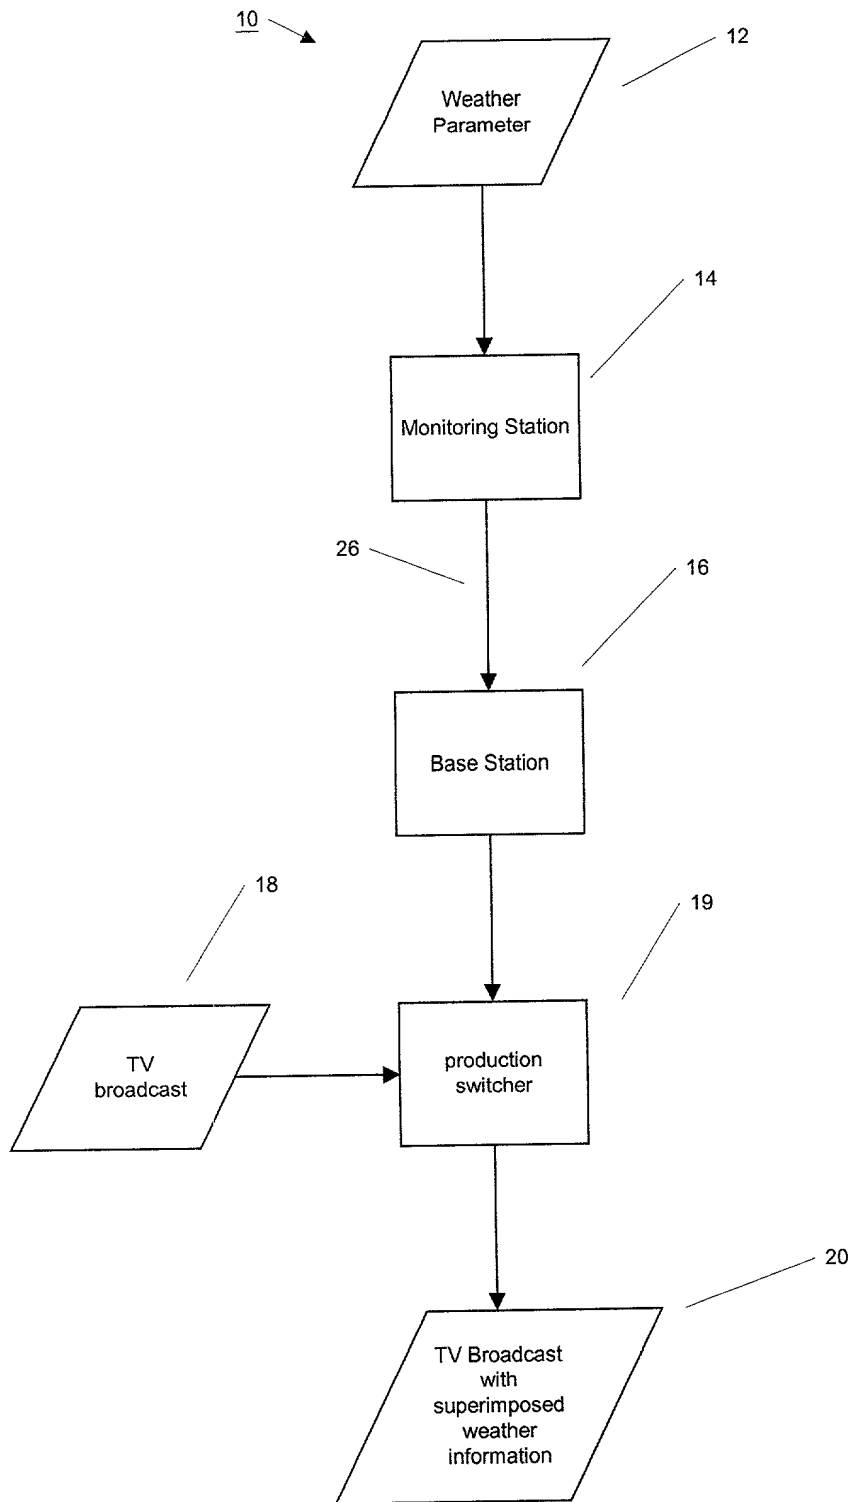 10
12
Weather
Parameter
14
Monitoring Station
26
16
Base Station
18
19
TV
broadcast
production
switcher
20
TV Broadcast
with
superimposed
weather
information